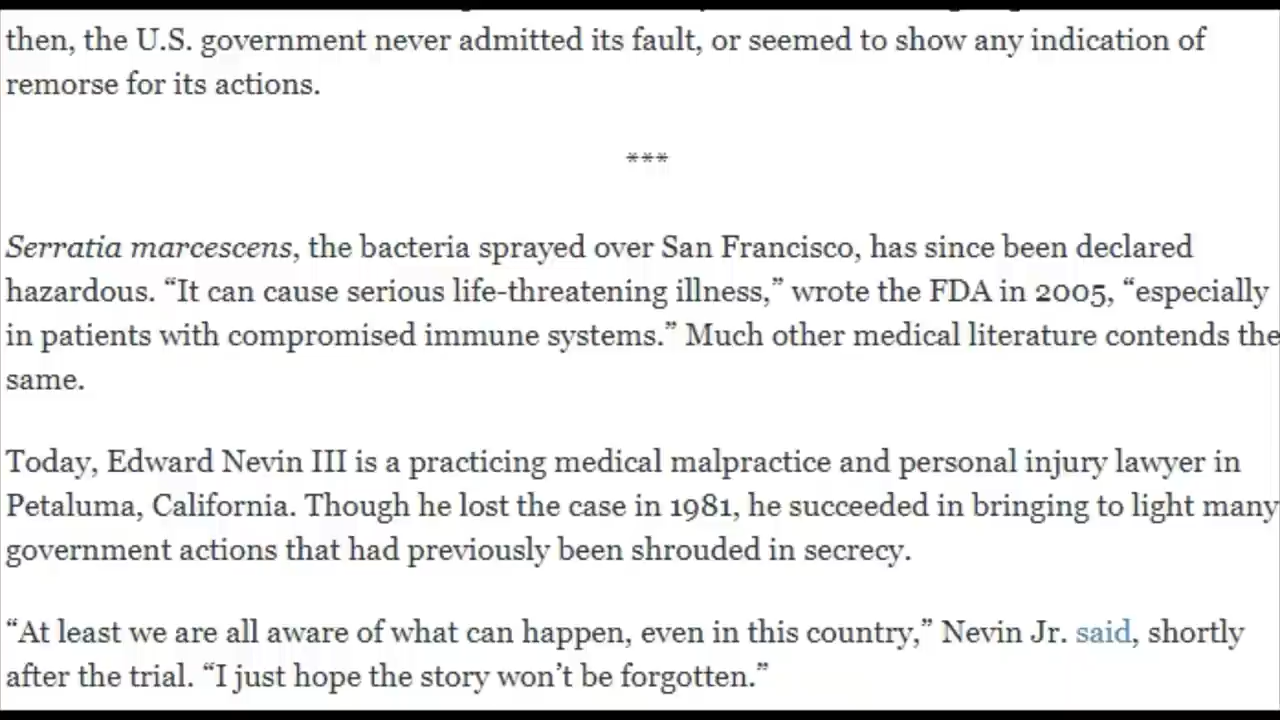 then, the U.S. government never admitted its fault, or seemed to show any indication of
remorse for its actions.
***
Serratia marcescens, the bacteria sprayed over San Francisco, has since been declared
hazardous. “It can cause serious life-threatening illness,” wrote the FDA in 2005, “especially
in patients with compromised immune systems.” Much other medical literature contends the
same.
Today, Edward Nevin III is a practicing medical malpractice and personal injury lawyer in
Petaluma, California. Though he lost the case in 1981, he succeeded in bringing to light many
government actions that had previously been shrouded in secrecy.
“At least we are all aware of what can happen, even in this country,” Nevin Jr. said, shortly
after the trial. “I just hope the story won’t be forgotten.”